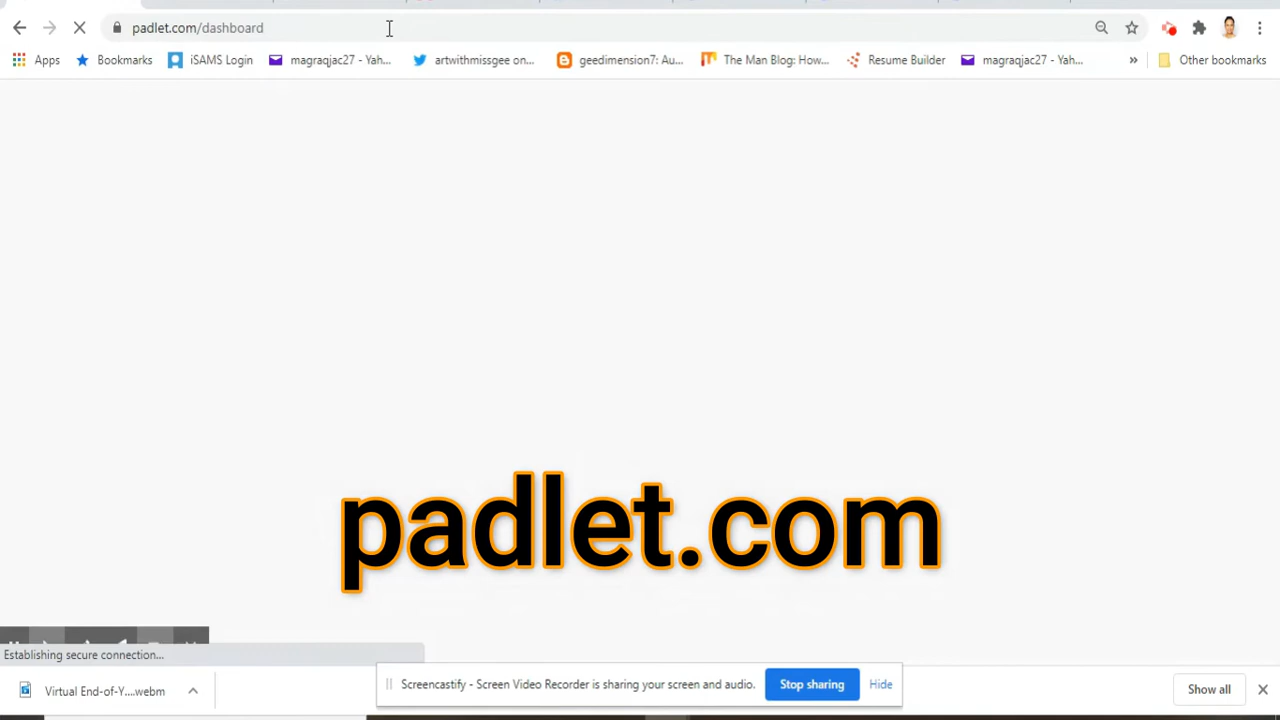 padlet.com/dashboard
Apps Bookmarks iSAMS Login magraqjac27 - Yah... artwithmissgee on... geedimension7: Au... The Man Blog: How... Resume Builder magraqjac27 - Yah... » Other bookmarks
padlet.com
Establishing secure connection...
Virtual End-of-Y....webm
Screencastify - Screen Video Recorder is sharing your screen and audio. Stop sharing Hide
Show all